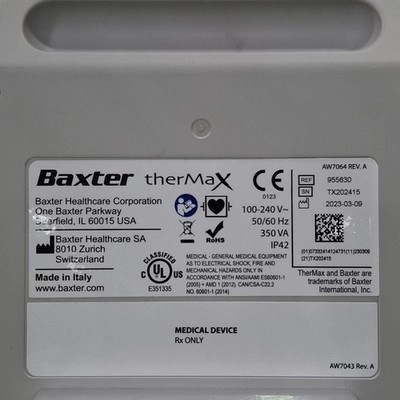 AW7064 REV. A
Baxter therMaX
CE 0123
REF 955630
SN TX202415
2023-03-09
Baxter Healthcare Corporation
One Baxter Parkway
Deerfield, IL 60015 USA
Baxter Healthcare SA
8010 Zurich
Switzerland
Made in Italy
www.baxter.com
RoHS
100-240 V~
50/60 Hz
350 VA
IP42
C UL US
E351335
MEDICAL - GENERAL MEDICAL EQUIPMENT
AS TO ELECTRICAL SHOCK, FIRE AND
MECHANICAL HAZARDS ONLY IN
ACCORDANCE WITH ANSI/AAMI ES60601-1
(2005) + AMD 1 (2012), CAN/CSA-C22.2
NO. 60601-1 (2014)
(21)TX202415
TherMax and Baxter are
trademarks of Baxter
International, Inc.
MEDICAL DEVICE
Rx ONLY
AW7043 Rev. A